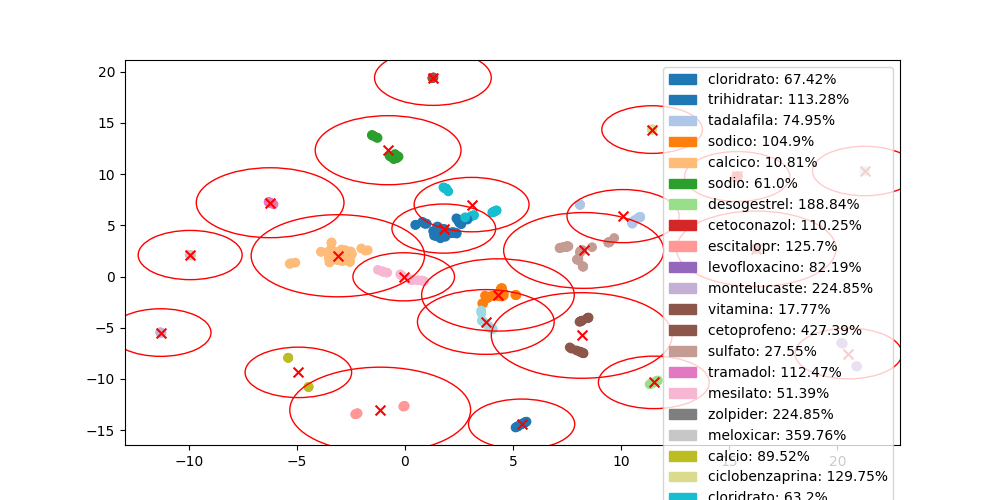 20
15
10
5
0
−5
−10
−15
−10
−5
0
5
10
15
20
cloridrato: 67.42%
trihidratar: 113.28%
tadalafila: 74.95%
sodico: 104.9%
calcico: 10.81%
sodio: 61.0%
desogestrel: 188.84%
cetoconazol: 110.25%
escitalopr: 125.7%
levofloxacino: 82.19%
montelucaste: 224.85%
vitamina: 17.77%
cetoprofeno: 427.39%
sulfato: 27.55%
tramadol: 112.47%
mesilato: 51.39%
zolpider: 224.85%
meloxicar: 359.76%
calcio: 89.52%
ciclobenzaprina: 129.75%
cloridrato: 63.2%